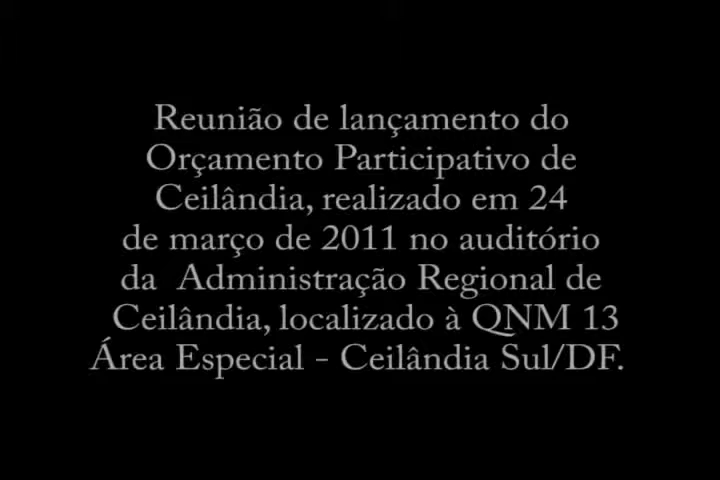 Reunião de lançamento do
Orçamento Participativo de
Ceilândia, realizado em 24
de março de 2011 no auditório
da Administração Regional de
Ceilândia, localizado à QNM 13
Área Especial - Ceilândia Sul/DF.